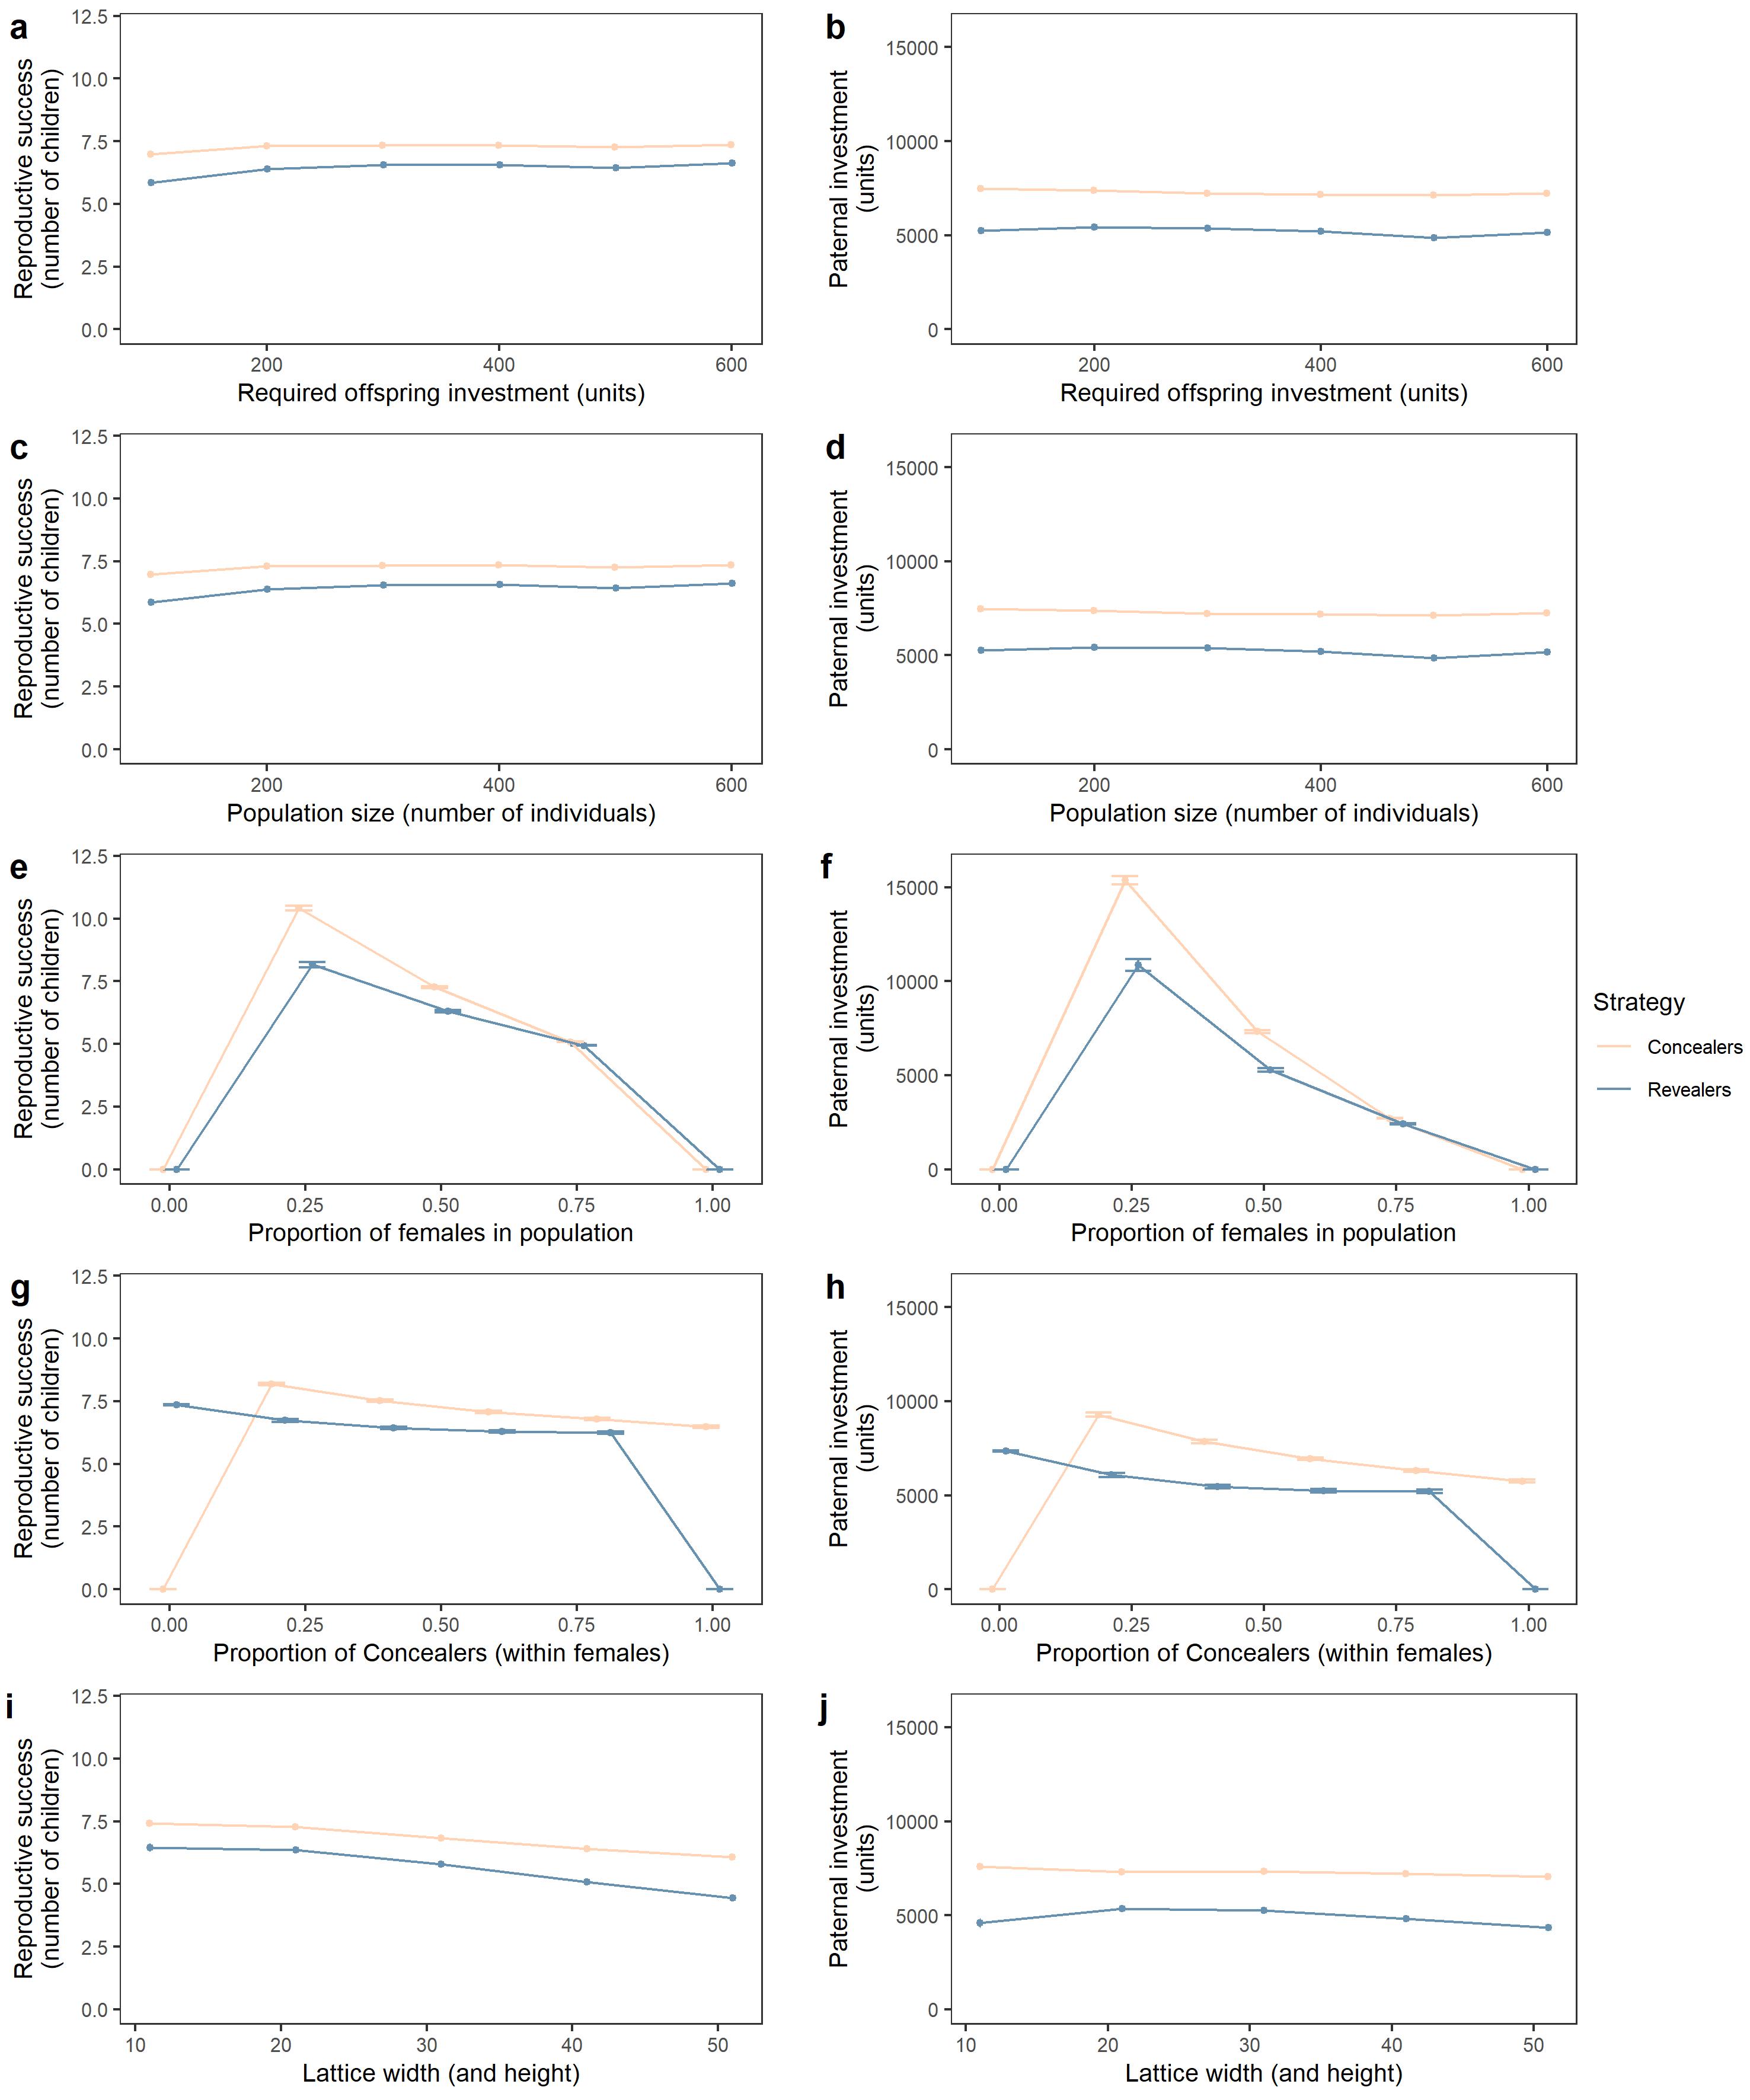 a
Reproductive success
(number of children)
12.5
10.0
7.5
5.0
2.5
0.0
200
400
600
Required offspring investment (units)
b
Paternal investment
(units)
15000
10000
5000
0
200
400
600
Required offspring investment (units)
c
Reproductive success
(number of children)
12.5
10.0
7.5
5.0
2.5
0.0
200
400
600
Population size (number of individuals)
d
Paternal investment
(units)
15000
10000
5000
0
200
400
600
Population size (number of individuals)
e
Reproductive success
(number of children)
12.5
10.0
7.5
5.0
2.5
0.0
0.00
0.25
0.50
0.75
1.00
Proportion of females in population
f
Paternal investment
(units)
15000
10000
5000
0
0.00
0.25
0.50
0.75
1.00
Proportion of females in population
Strategy
Concealers
Revealers
g
Reproductive success
(number of children)
12.5
10.0
7.5
5.0
2.5
0.0
0.00
0.25
0.50
0.75
1.00
Proportion of Concealers (within females)
h
Paternal investment
(units)
15000
10000
5000
0
0.00
0.25
0.50
0.75
1.00
Proportion of Concealers (within females)
i
Reproductive success
(number of children)
12.5
10.0
7.5
5.0
2.5
0.0
10
20
30
40
50
Lattice width (and height)
j
Paternal investment
(units)
15000
10000
5000
0
10
20
30
40
50
Lattice width (and height)